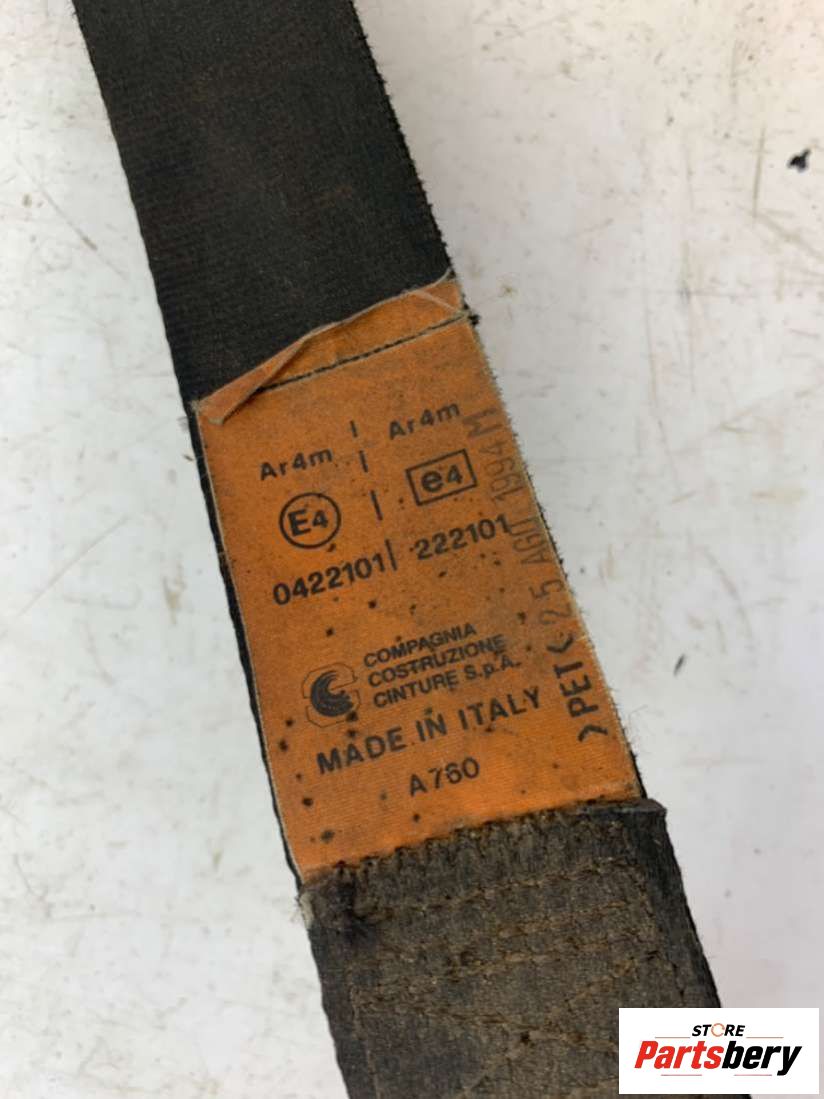 Ar4m | Ar4m
E4 | e4
0422101 | 222101
COMPAGNIA
COSTRUZIONE
CINTURE S.p.A.
MADE IN ITALY
A760
>PET< 25 AGO 1994 M
STORE
Partsbery